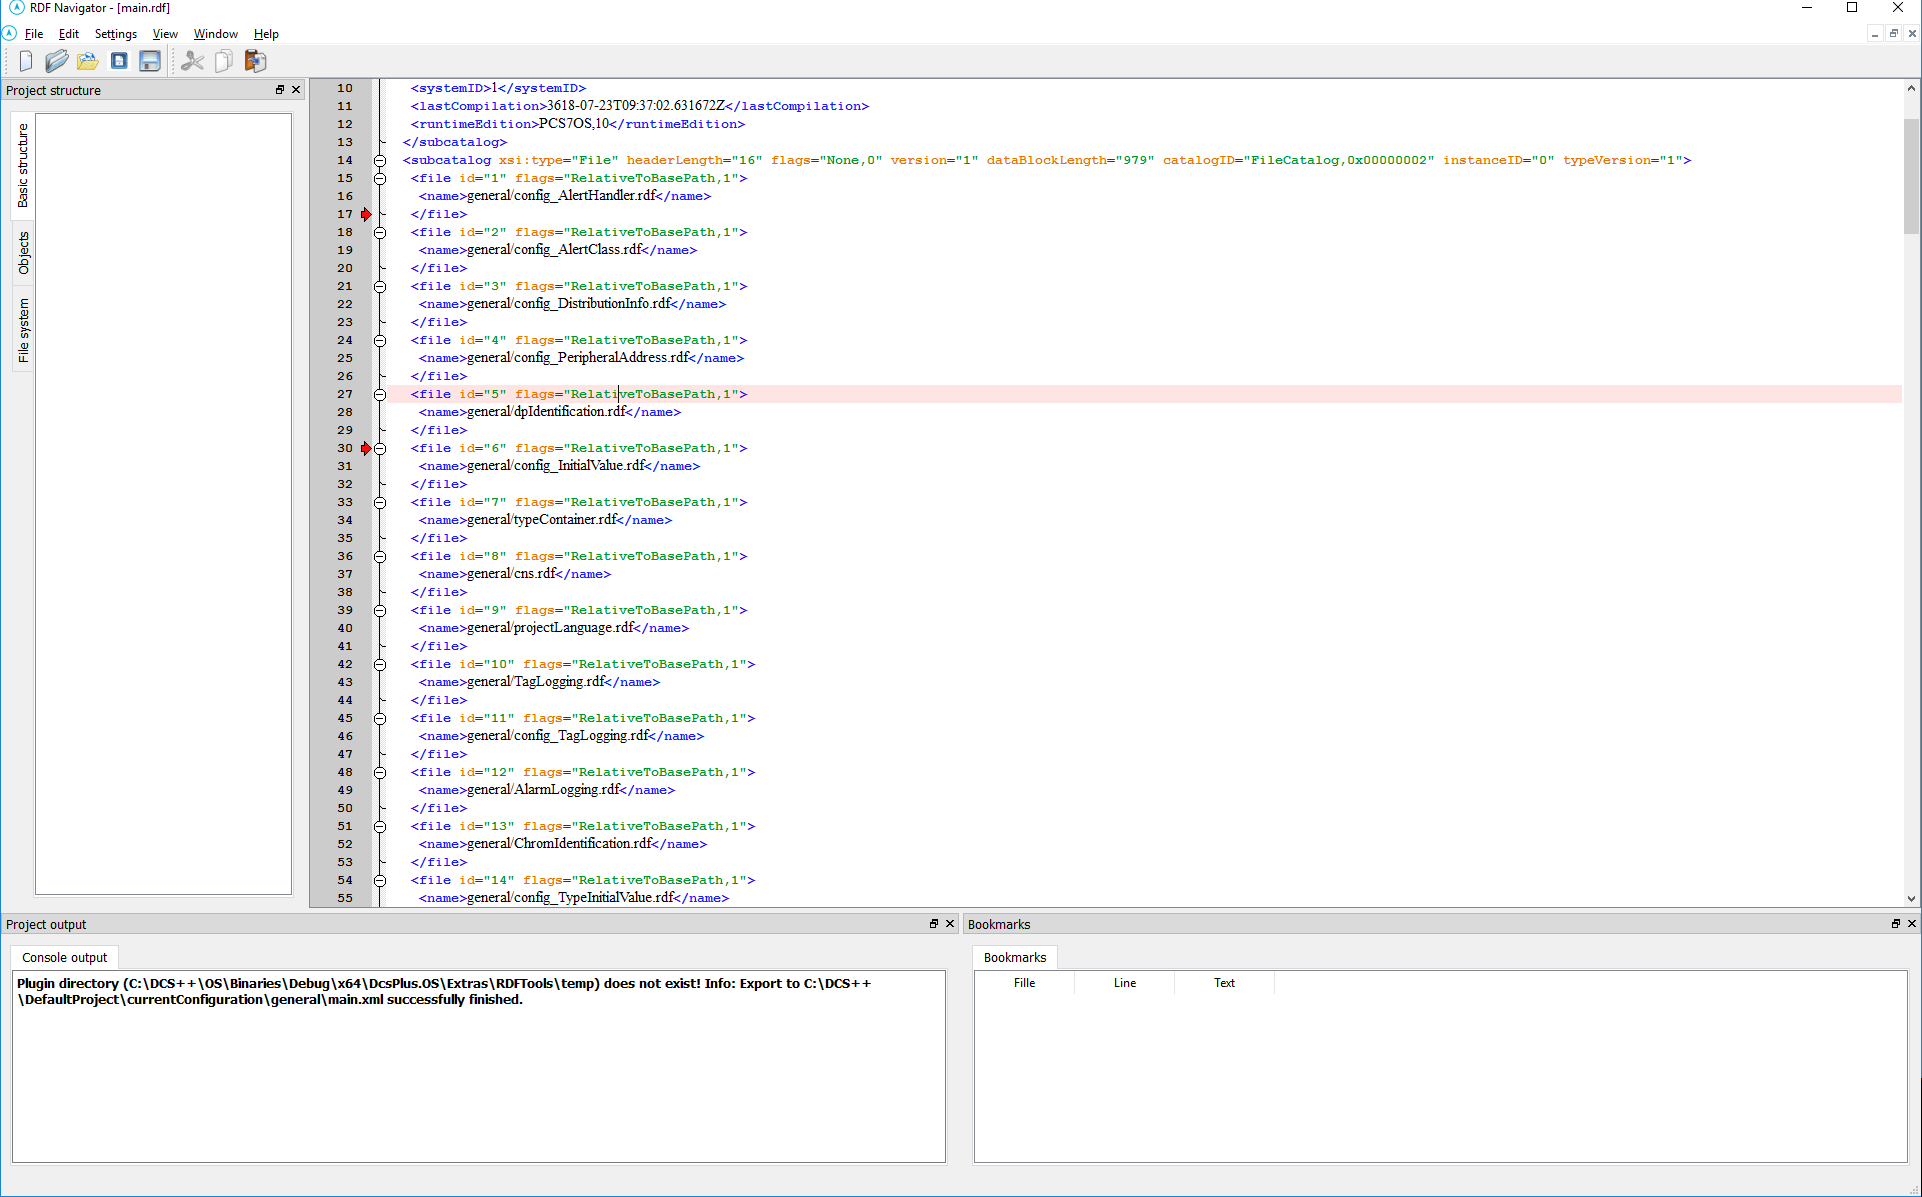 RDF Navigator - [main.rdf]
File Edit Settings View Window Help
Project structure
Basic structure
Objects
File system
10 <systemID>1</systemID>
11 <lastCompilation>3618-07-23T09:37:02.631672Z</lastCompilation>
12 <runtimeEdition>PCS7OS,10</runtimeEdition>
13 </subcatalog>
14 <subcatalog xsi:type="File" headerLength="16" flags="None,0" version="1" dataBlockLength="979" catalogID="FileCatalog,0x00000002" instanceID="0" typeVersion="1">
15 <file id="1" flags="RelativeToBasePath,1">
16 <name>general/config_AlertHandler.rdf</name>
17 </file>
18 <file id="2" flags="RelativeToBasePath,1">
19 <name>general/config_AlertClass.rdf</name>
20 </file>
21 <file id="3" flags="RelativeToBasePath,1">
22 <name>general/config_DistributionInfo.rdf</name>
23 </file>
24 <file id="4" flags="RelativeToBasePath,1">
25 <name>general/config_PeripheralAddress.rdf</name>
26 </file>
27 <file id="5" flags="RelativeToBasePath,1">
28 <name>general/dpIdentification.rdf</name>
29 </file>
30 <file id="6" flags="RelativeToBasePath,1">
31 <name>general/config_InitialValue.rdf</name>
32 </file>
33 <file id="7" flags="RelativeToBasePath,1">
34 <name>general/typeContainer.rdf</name>
35 </file>
36 <file id="8" flags="RelativeToBasePath,1">
37 <name>general/cns.rdf</name>
38 </file>
39 <file id="9" flags="RelativeToBasePath,1">
40 <name>general/projectLanguage.rdf</name>
41 </file>
42 <file id="10" flags="RelativeToBasePath,1">
43 <name>general/TagLogging.rdf</name>
44 </file>
45 <file id="11" flags="RelativeToBasePath,1">
46 <name>general/config_TagLogging.rdf</name>
47 </file>
48 <file id="12" flags="RelativeToBasePath,1">
49 <name>general/AlarmLogging.rdf</name>
50 </file>
51 <file id="13" flags="RelativeToBasePath,1">
52 <name>general/ChromIdentification.rdf</name>
53 </file>
54 <file id="14" flags="RelativeToBasePath,1">
55 <name>general/config_TypeInitialValue.rdf</name>
Project output
Console output
Plugin directory (C:\DCS++\OS\Binaries\Debug\x64\DcsPlus.OS\Extras\RDFTools\temp) does not exist! Info: Export to C:\DCS++
\DefaultProject\currentConfiguration\general\main.xml successfully finished.
Bookmarks
Bookmarks
Fille Line Text